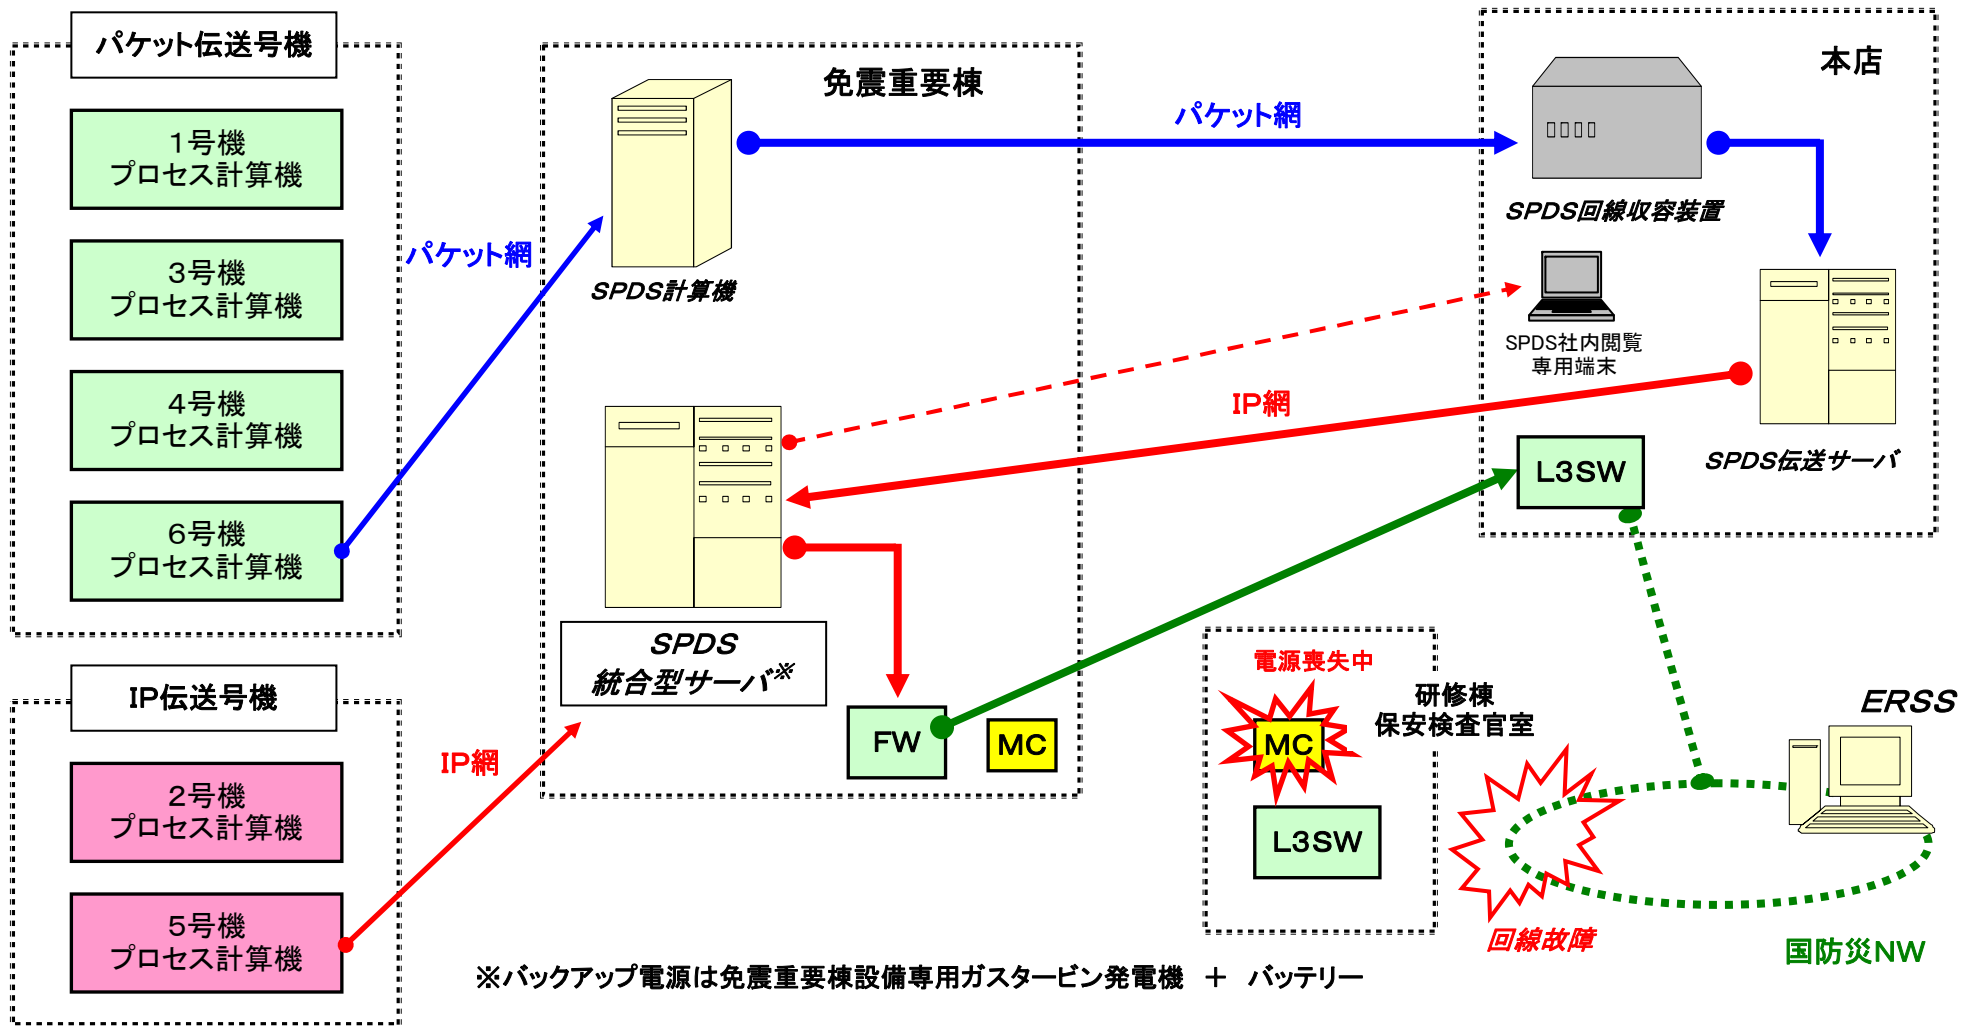 パケット伝送号機
1号機
プロセス計算機
3号機
プロセス計算機
4号機
プロセス計算機
6号機
プロセス計算機
IP伝送号機
2号機
プロセス計算機
5号機
プロセス計算機
パケット網
IP網
免震重要棟
SPDS計算機
SPDS
統合型サーバ※
FW
MC
パケット網
IP網
本店
SPDS回線収容装置
SPDS社内閲覧
専用端末
SPDS伝送サーバ
L3SW
電源喪失中
MC
研修棟
保安検査官室
L3SW
ERSS
回線故障
国防災NW
※バックアップ電源は免震重要棟設備専用ガスタービン発電機 + バッテリー